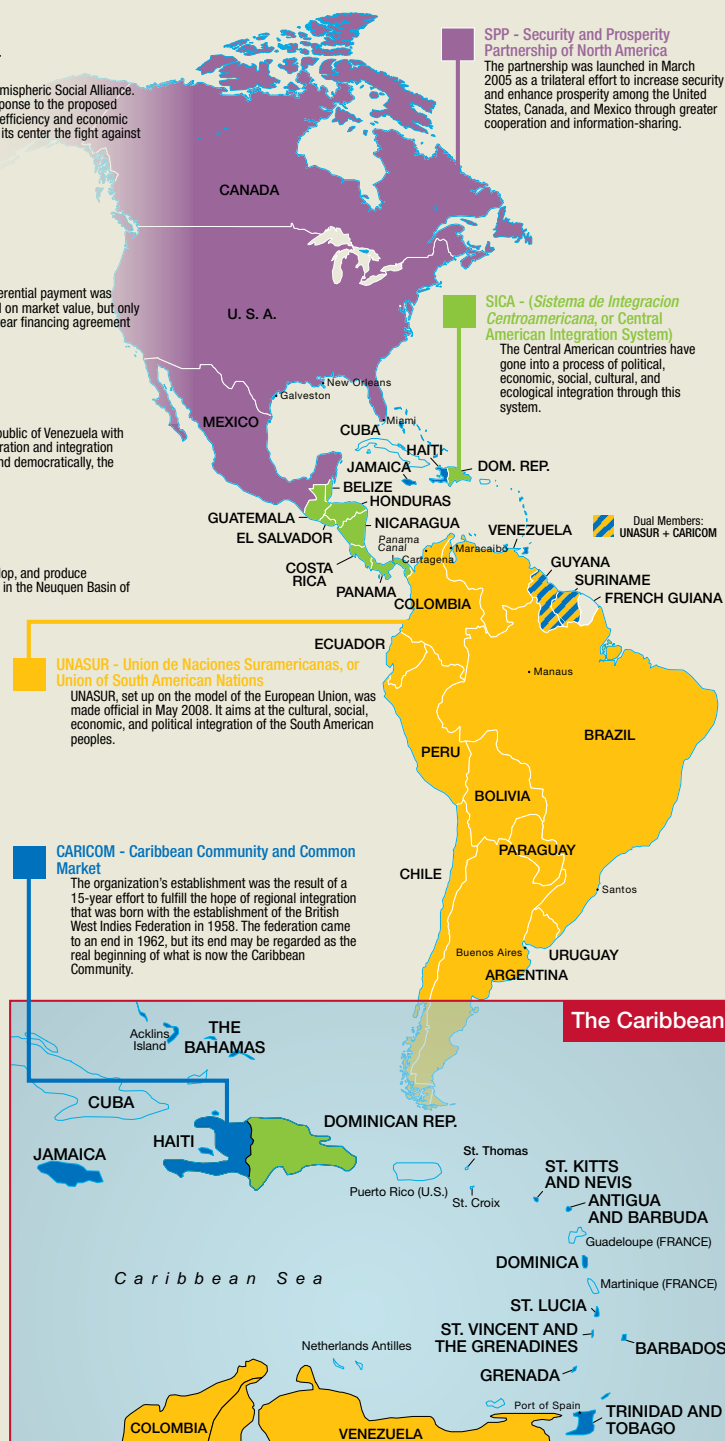 mispheric Social Alliance.
ponse to the proposed
efficiency and economic
its center the fight against
erential payment was
d on market value, but only
ear financing agreement
public of Venezuela with
ration and integration
nd democratically, the
lop, and produce
in the Neuquen Basin of
SPP - Security and Prosperity
Partnership of North America
The partnership was launched in March
2005 as a trilateral effort to increase security
and enhance prosperity among the United
States, Canada, and Mexico through greater
cooperation and information-sharing.
CANADA
U. S. A.
SICA - (Sistema de Integracion
Centroamericana, or Central
American Integration System)
The Central American countries have
gone into a process of political,
economic, social, cultural, and
ecological integration through this
system.
New Orleans
Galveston
MEXICO
Miami
CUBA
HAITI
JAMAICA
DOM. REP.
BELIZE
HONDURAS
GUATEMALA
NICARAGUA
EL SALVADOR
Panama
Canal
VENEZUELA
Maracaibo
Cartagena
Dual Members:
UNASUR + CARICOM
COSTA
RICA
PANAMA
COLOMBIA
GUYANA
SURINAME
FRENCH GUIANA
ECUADOR
UNASUR - Union de Naciones Suramericanas, or
Union of South American Nations
UNASUR, set up on the model of the European Union, was
made official in May 2008. It aims at the cultural, social,
economic, and political integration of the South American
peoples.
Manaus
BRAZIL
PERU
BOLIVIA
PARAGUAY
CHILE
Santos
Buenos Aires
URUGUAY
ARGENTINA
CARICOM - Caribbean Community and Common
Market
The organization's establishment was the result of a
15-year effort to fulfill the hope of regional integration
that was born with the establishment of the British
West Indies Federation in 1958. The federation came
to an end in 1962, but its end may be regarded as the
real beginning of what is now the Caribbean
Community.
The Caribbean
Acklins
Island
THE
BAHAMAS
CUBA
DOMINICAN REP.
HAITI
JAMAICA
St. Thomas
Puerto Rico (U.S.)
St. Croix
ST. KITTS
AND NEVIS
ANTIGUA
AND BARBUDA
Guadeloupe (FRANCE)
DOMINICA
Caribbean Sea
Martinique (FRANCE)
ST. LUCIA
ST. VINCENT AND
THE GRENADINES
BARBADOS
Netherlands Antilles
GRENADA
Port of Spain
TRINIDAD AND
TOBAGO
COLOMBIA
VENEZUELA